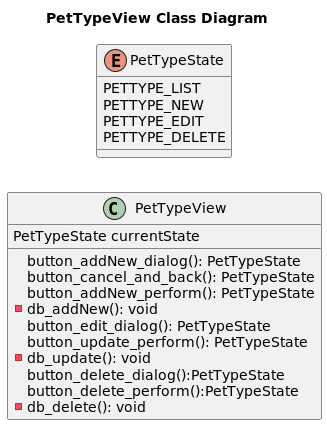 PetTypeView Class Diagram
E PetTypeState
PETTYPE_LIST
PETTYPE_NEW
PETTYPE_EDIT
PETTYPE_DELETE
C PetTypeView
PetTypeState currentState
button_addNew_dialog(): PetTypeState
button_cancel_and_back(): PetTypeState
button_addNew_perform(): PetTypeState
db_addNew(): void
button_edit_dialog(): PetTypeState
button_update_perform(): PetTypeState
db_update(): void
button_delete_dialog():PetTypeState
button_delete_perform():PetTypeState
db_delete(): void